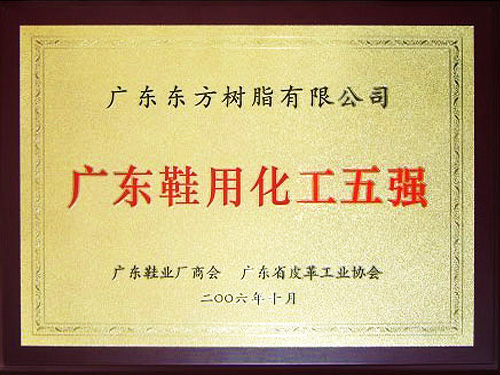 广东东方树脂有限公司
广东鞋用化工五强
广东鞋业厂商会 广东省皮革工业协会
二〇〇六年十月